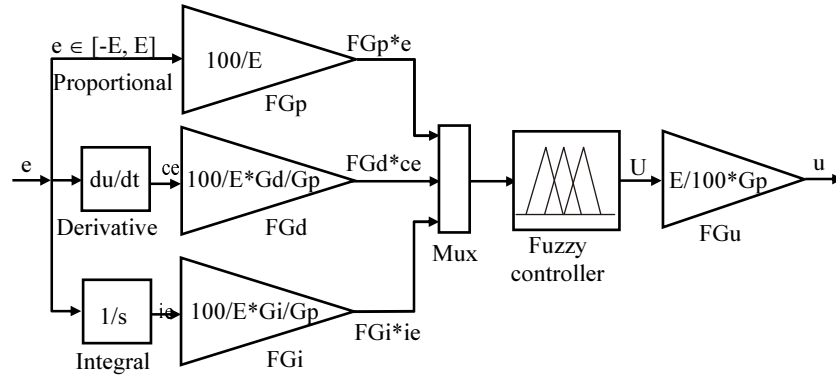 e ∈ [-E, E]
Proportional
100/E
FGp
FGp*e
e
du/dt
Derivative
ce
100/E*Gd/Gp
FGd
FGd*ce
1/s
Integral
ie
100/E*Gi/Gp
FGi
FGi*ie
Mux
Fuzzy
controller
U
E/100*Gp
FGu
u